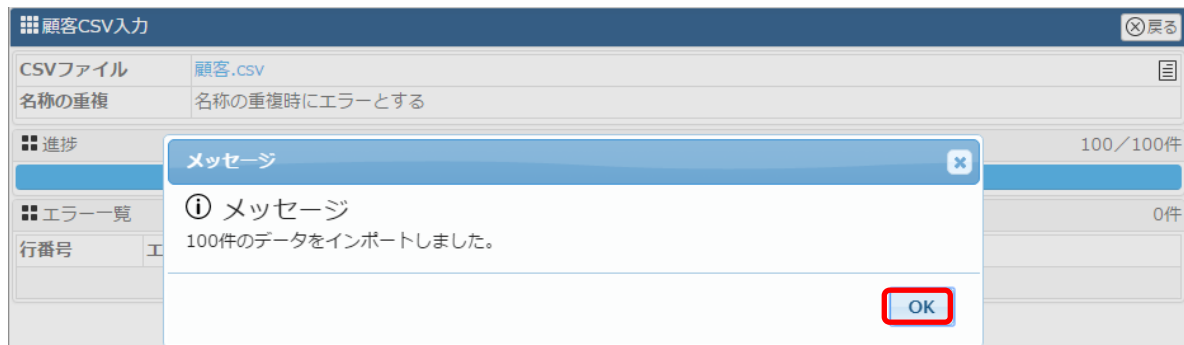 顧客CSV入力
戻る
CSVファイル 顧客.csv
名称の重複 名称の重複時にエラーとする
進捗 100／100件
メッセージ
エラー一覧 0件
メッセージ
100件のデータをインポートしました。
行番号
OK